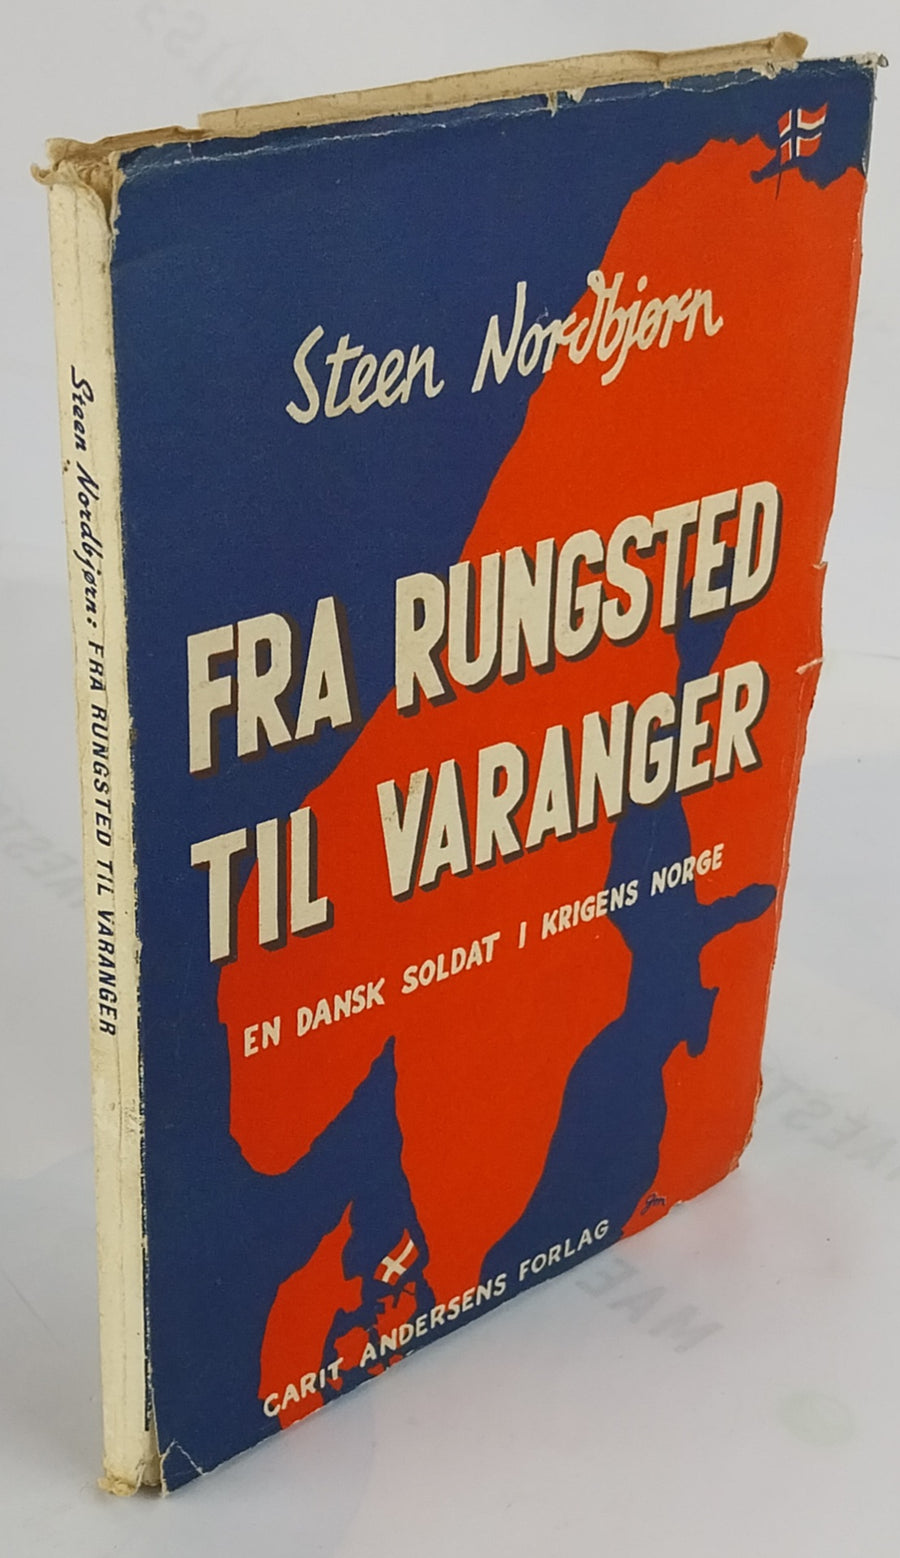 Steen Nordbjørn
FRA RUNGSTED
TIL VARANGER
EN DANSK SOLDAT I KRIGENS NORGE
CARIT ANDERSENS FORLAG
Steen Nordbjørn: FRA RUNGSTED TIL VARANGER